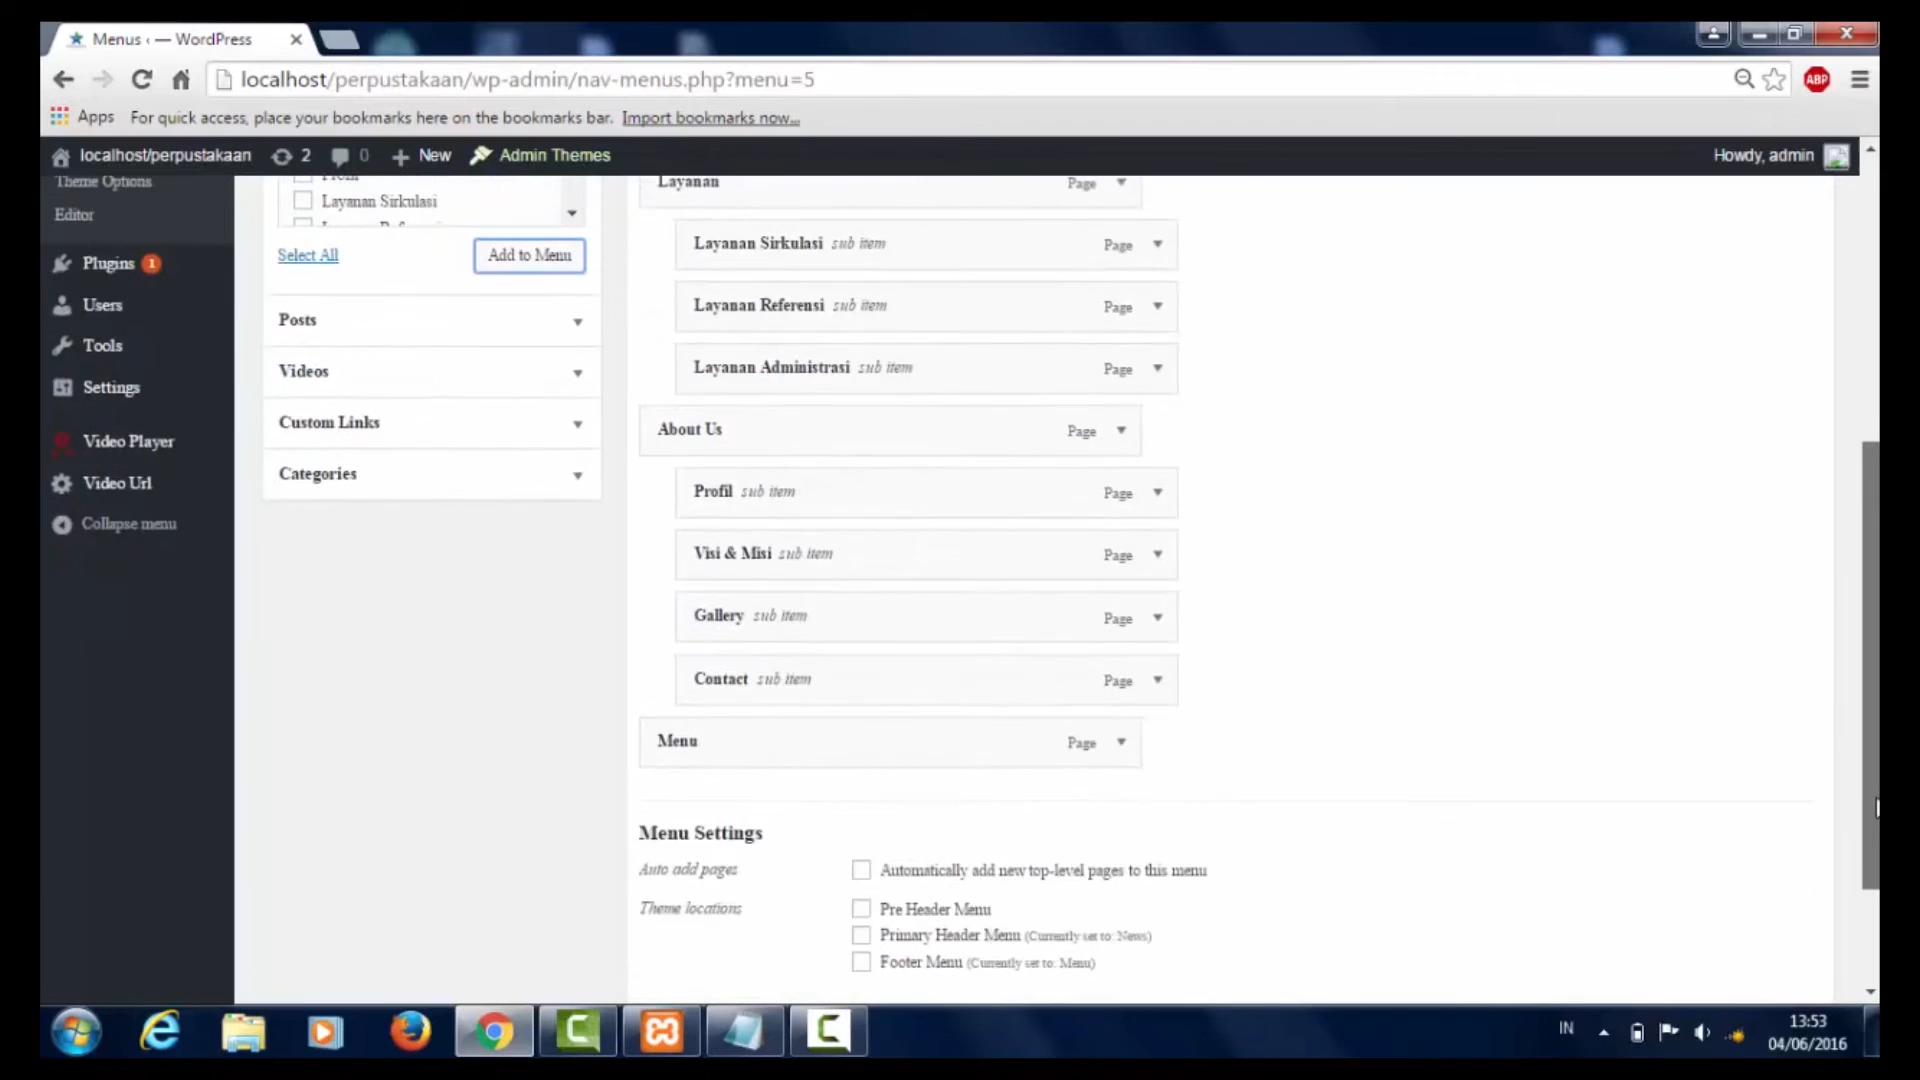 Menus ‹ — WordPress
localhost/perpustakaan/wp-admin/nav-menus.php?menu=5
ABP
Apps For quick access, place your bookmarks here on the bookmarks bar. Import bookmarks now...
localhost/perpustakaan 2 0 New Admin Themes Howdy, admin
Theme Options
Editor
Plugins 1
Users
Tools
Settings
Video Player
Video Url
Collapse menu
Layanan Sirkulasi
Select All Add to Menu
Posts
Videos
Custom Links
Categories
Layanan Page
Layanan Sirkulasi sub item Page
Layanan Referensi sub item Page
Layanan Administrasi sub item Page
About Us Page
Profil sub item Page
Visi & Misi sub item Page
Gallery sub item Page
Contact sub item Page
Menu Page
Menu Settings
Auto add pages Automatically add new top-level pages to this menu
Theme locations Pre Header Menu
Primary Header Menu (Currently set to: News)
Footer Menu (Currently set to: Menu)
IN 13:53
04/06/2016